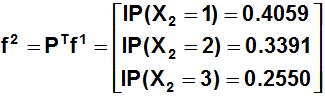 IP(X₂ = 1) = 0.4059
f² = Pᵀf¹ = IP(X₂ = 2) = 0.3391
IP(X₂ = 3) = 0.2550